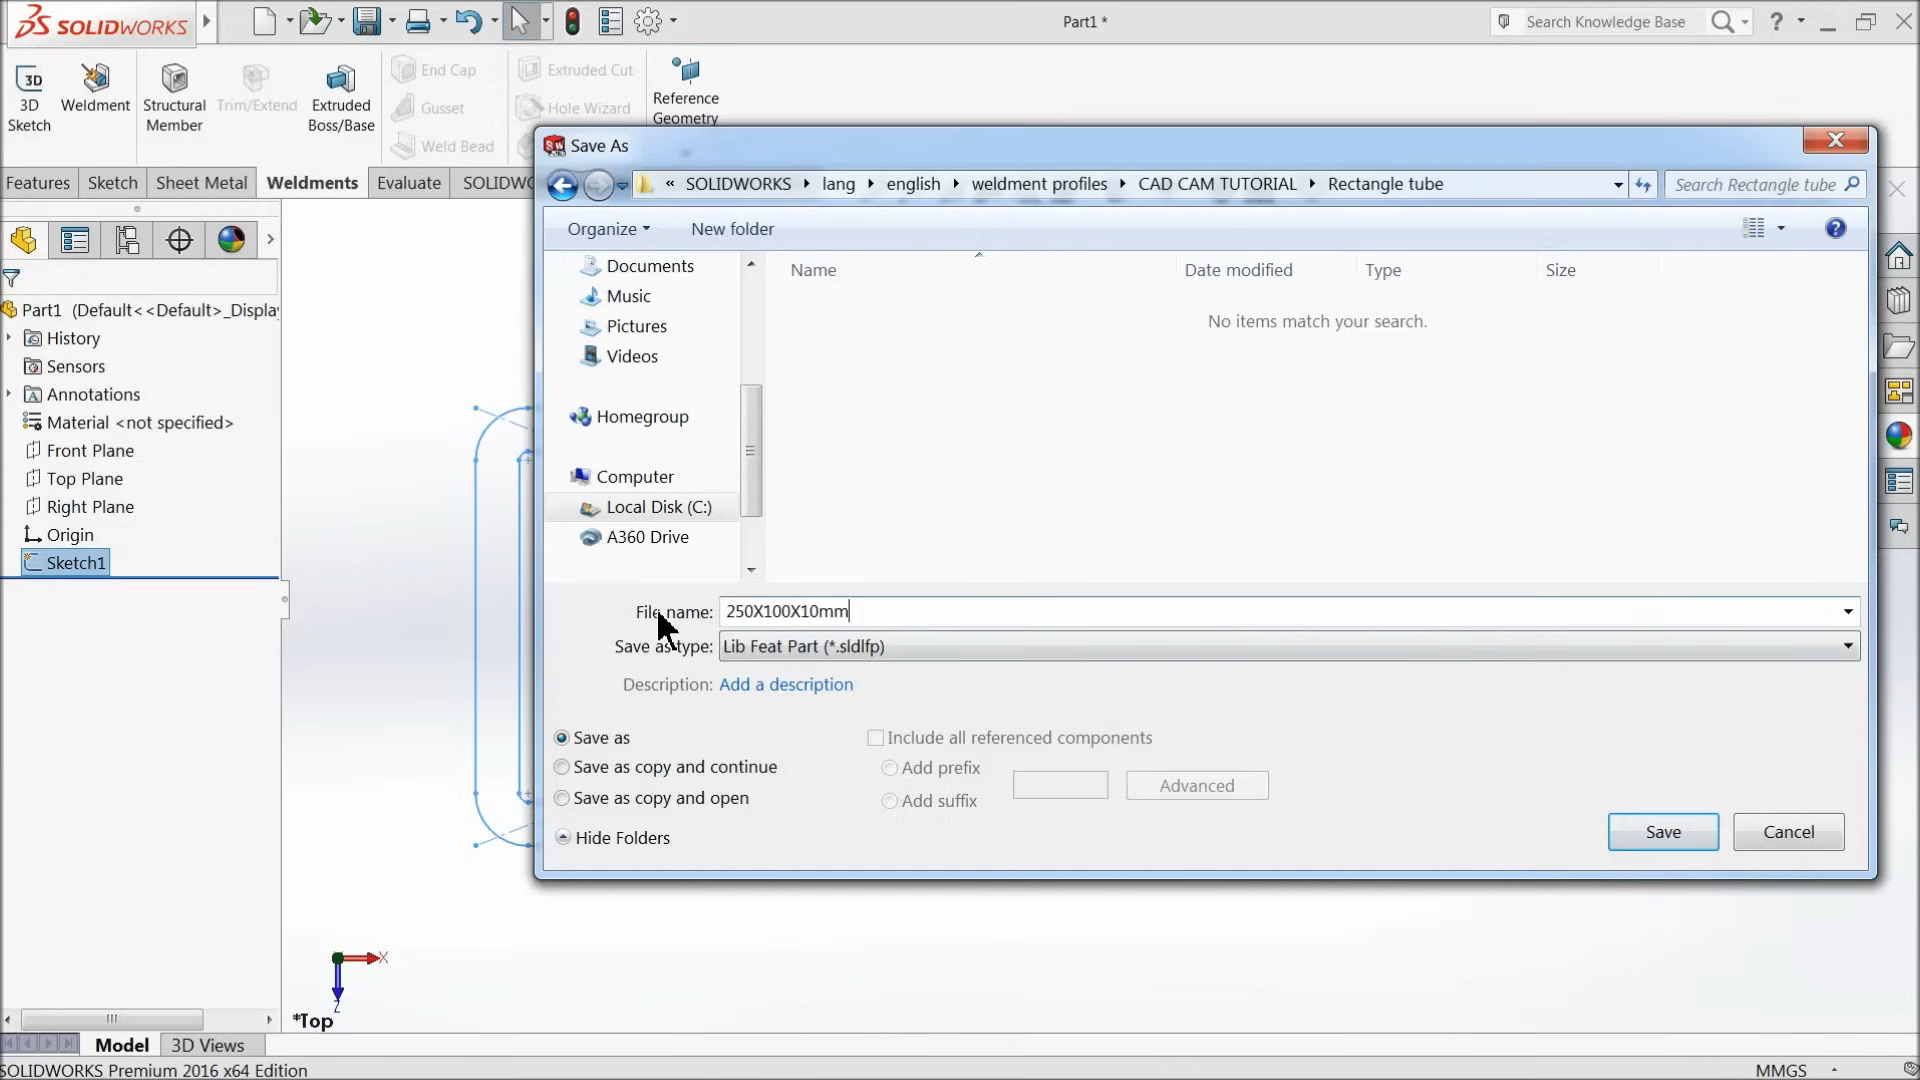 SOLIDWORKS
Part1 *
Search Knowledge Base
?
3D Sketch
Weldment
Structural Member
Trim/Extend
Extruded Boss/Base
End Cap
Gusset
Weld Bead
Extruded Cut
Hole Wizard
Reference Geometry
Features
Sketch
Sheet Metal
Weldments
Evaluate
SOLIDWO
Save As
« SOLIDWORKS
lang
english
weldment profiles
CAD CAM TUTORIAL
Rectangle tube
Search Rectangle tube
Organize
New folder
Part1 (Default<<Default>_Displa
History
Sensors
Annotations
Material <not specified>
Front Plane
Top Plane
Right Plane
Origin
Sketch1
Documents
Music
Pictures
Videos
Homegroup
Computer
Local Disk (C:)
A360 Drive
Name
Date modified
Type
Size
No items match your search.
File name:
250X100X10mm
Save as type:
Lib Feat Part (*.sldlfp)
Description:
Add a description
Save as
Save as copy and continue
Save as copy and open
Include all referenced components
Add prefix
Add suffix
Advanced
Hide Folders
Save
Cancel
X
Z
*Top
Model
3D Views
SOLIDWORKS Premium 2016 x64 Edition
MMGS